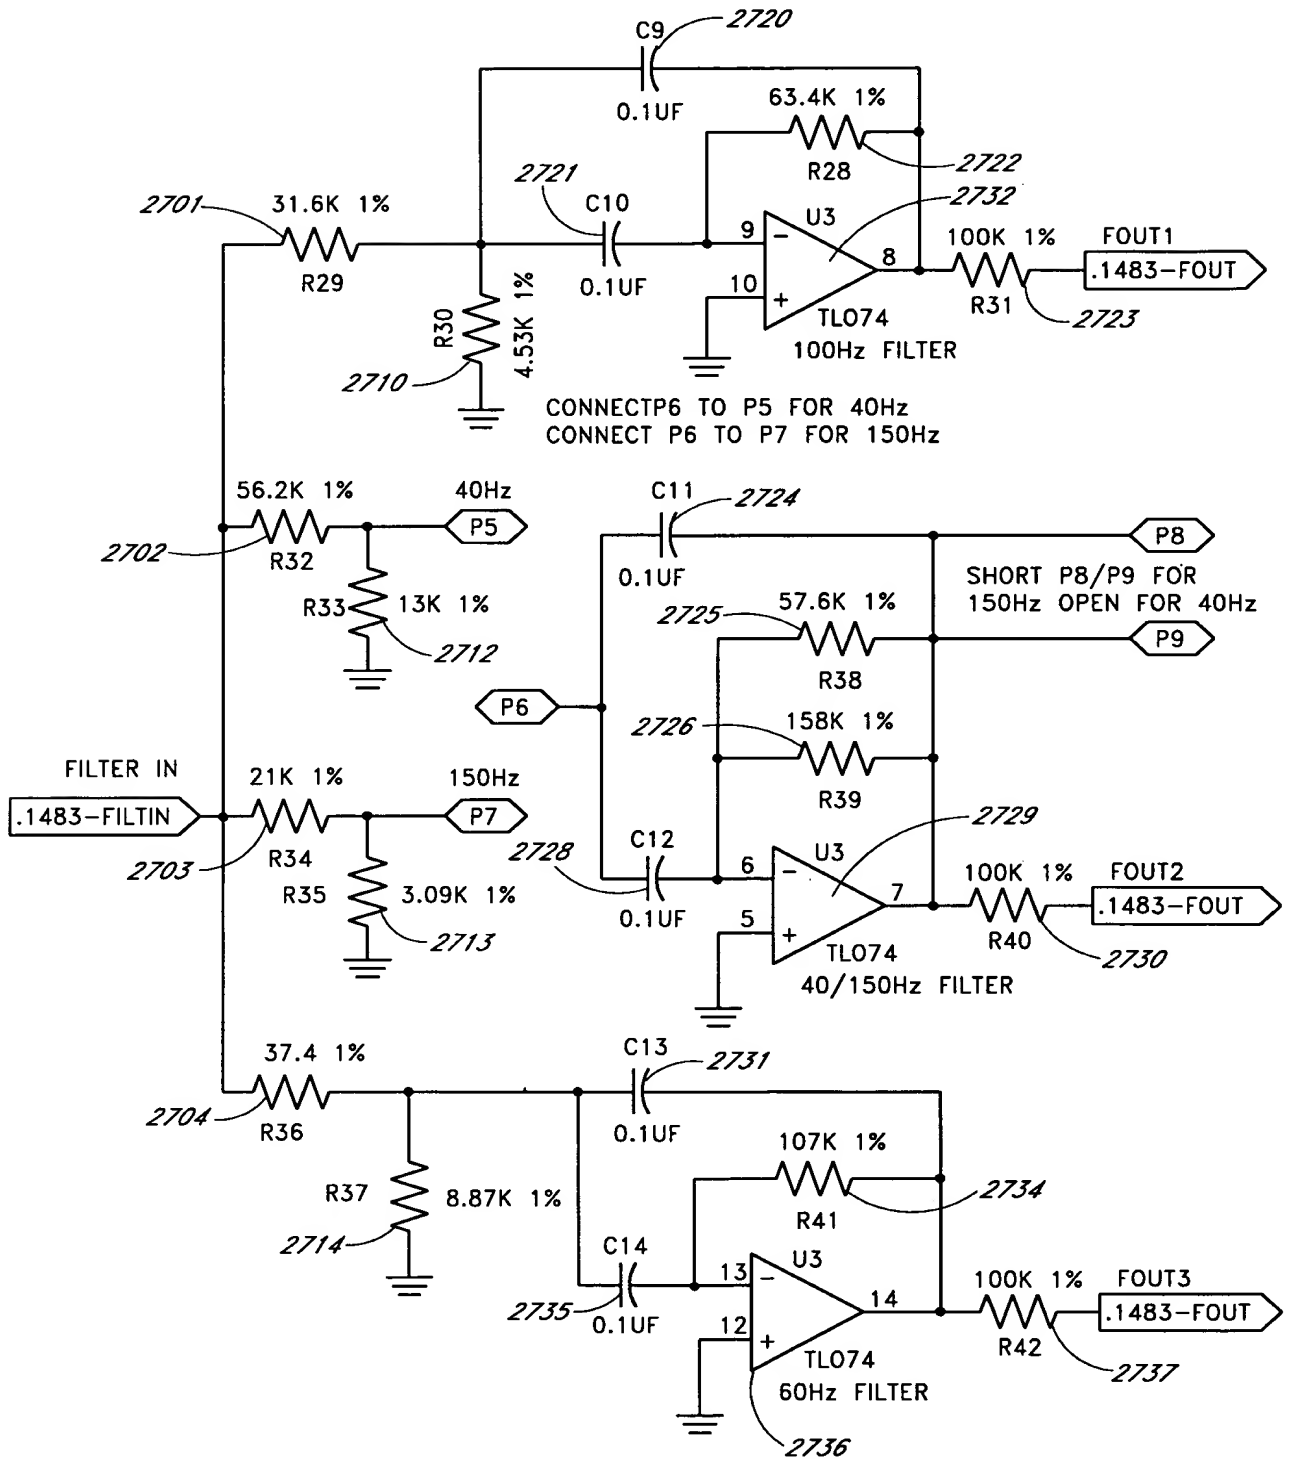 C9
2720
0.1UF
63.4K 1%
R28
2722
2701
31.6K 1%
R29
2721
C10
0.1UF
9
10
8
U3
2732
TL074
100Hz FILTER
100K 1%
R31
2723
FOUT1
.1483-FOUT
R30
4.53K 1%
2710
CONNECTP6 TO P5 FOR 40Hz
CONNECT P6 TO P7 FOR 150Hz
56.2K 1%
2702
R32
40Hz
P5
R33
13K 1%
2712
C11
2724
0.1UF
P8
SHORT P8/P9 FOR
150Hz OPEN FOR 40Hz
P9
2725
57.6K 1%
R38
P6
2726
158K 1%
R39
FILTER IN
.1483-FILTIN
21K 1%
2703
R34
150Hz
P7
R35
3.09K 1%
2713
2728
C12
0.1UF
6
5
7
U3
2729
TL074
40/150Hz FILTER
100K 1%
R40
2730
FOUT2
.1483-FOUT
37.4 1%
2704
R36
C13
2731
0.1UF
R37
8.87K 1%
2714
107K 1%
R41
2734
C14
2735
0.1UF
13
12
14
U3
TL074
60Hz FILTER
2736
100K 1%
R42
2737
FOUT3
.1483-FOUT